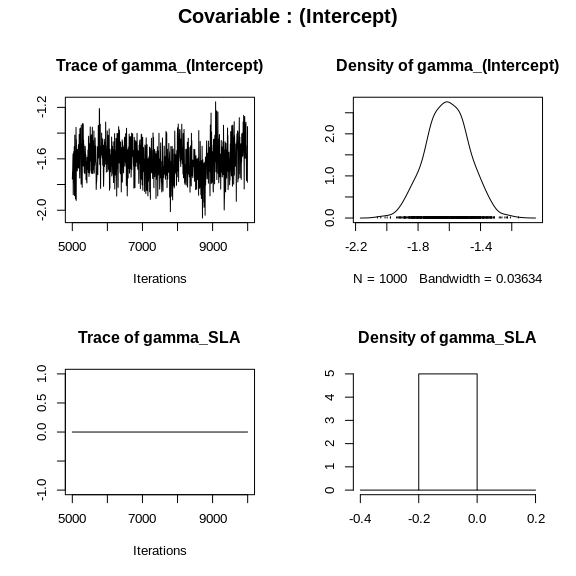 Covariable : (Intercept)
Trace of gamma_(Intercept)
-1.2
-1.6
-2.0
5000 7000 9000
Iterations
Density of gamma_(Intercept)
2.0
1.0
0.0
-2.2 -1.8 -1.4
N = 1000 Bandwidth = 0.03634
Trace of gamma_SLA
1.0
0.5
0.0
-1.0
5000 7000 9000
Iterations
Density of gamma_SLA
5
4
3
2
1
0
-0.4 -0.2 0.0 0.2